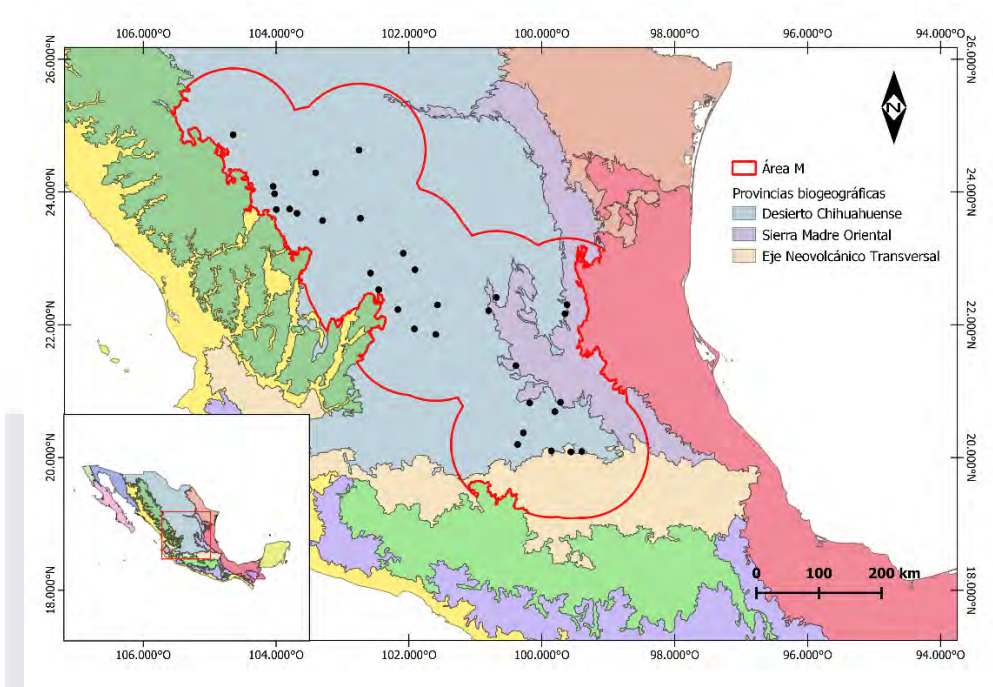 106.000°N 104.000°N 102.000°N 100.000°N 98.000°N 96.000°N 94.000°N
26.000°N 26.000°N
N
24.000°N 24.000°N
Área M
Provincias biogeográficas
Desierto Chihuahuense
Sierra Madre Oriental
Eje Neovolcánico Transversal
22.000°N 22.000°N
20.000°N 20.000°N
18.000°N 18.000°N
0 100 200 km
106.000°N 104.000°N 102.000°N 100.000°N 98.000°N 96.000°N 94.000°N